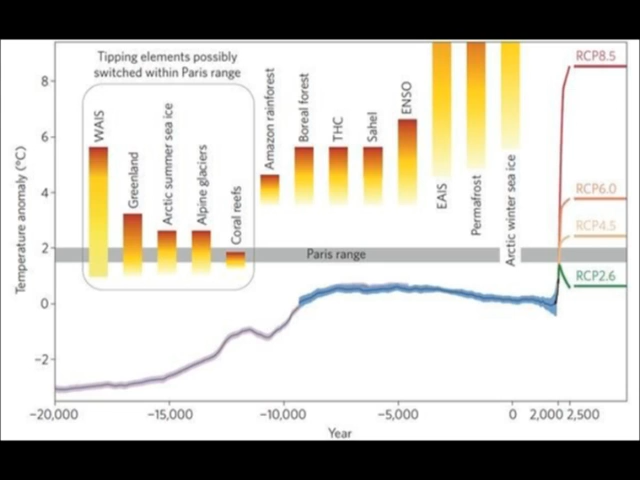 Tipping elements possibly
switched within Paris range
WAIS
Greenland
Arctic summer sea ice
Alpine glaciers
Coral reefs
Amazon rainforest
Boreal forest
THC
Sahel
ENSO
EAIS
Permafrost
Arctic winter sea ice
RCP8.5
RCP6.0
RCP4.5
RCP2.6
Paris range
Temperature anomaly (°C)
8
6
4
2
0
−2
−20,000 −15,000 −10,000 −5,000 0 2,000 2,500
Year